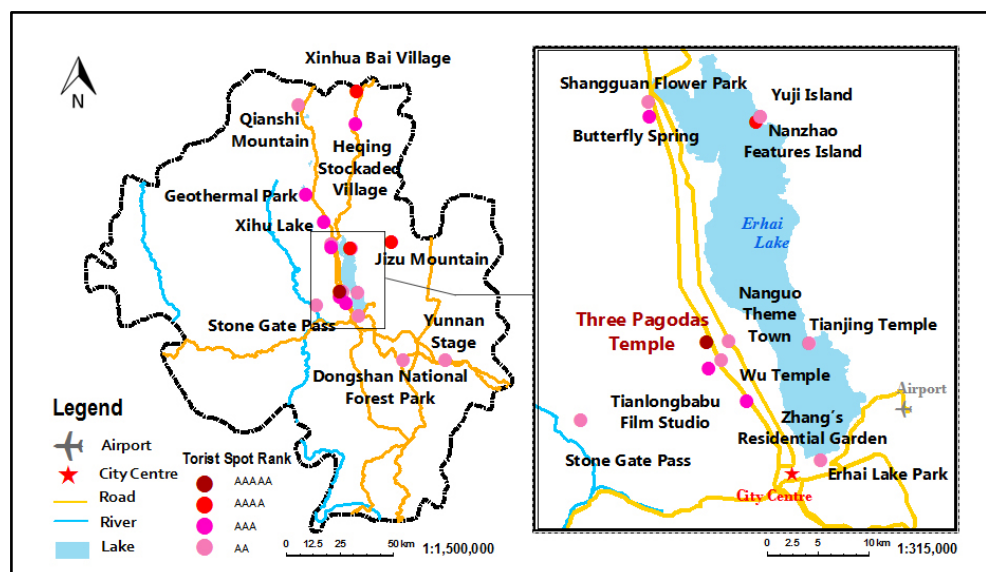 N
Xinhua Bai Village
Qianshi
Mountain
Heqing
Stockaded
Village
Geothermal Park
Xihu Lake
Jizu Mountain
Stone Gate Pass
Yunnan
Stage
Dongshan National
Forest Park
Legend
Airport
City Centre
Road
River
Lake
Torist Spot Rank
AAAAA
AAAA
AAA
AA
0 12.5 25 50 km
1:1,500,000
Shangguan Flower Park
Butterfly Spring
Yuji Island
Nanzhao
Features Island
Erhai
Lake
Nanguo
Theme
Town
Three Pagodas
Temple
Tianjing Temple
Wu Temple
Airport
Tianlongbabu
Film Studio
Zhang´s
Residential Garden
Stone Gate Pass
Erhai Lake Park
City Centre
0 2.5 5 10 km
1:315,000